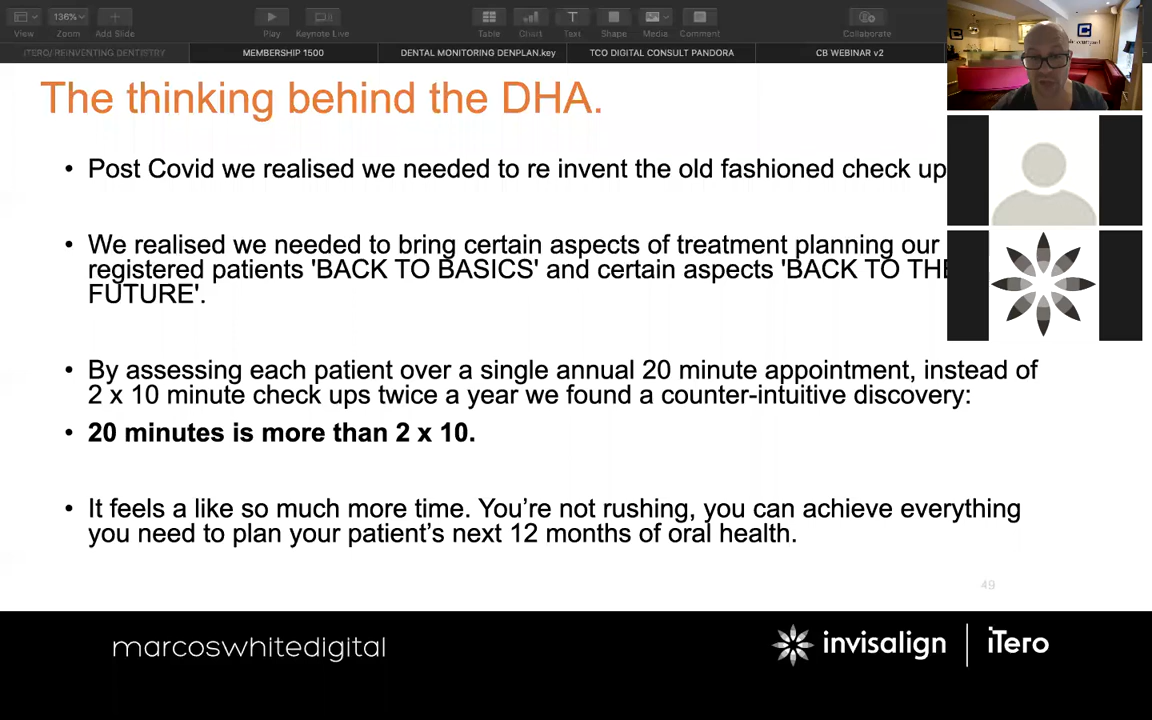 136%
View
Zoom
Add Slide
Play
Keynote Live
Table
Chart
Text
Shape
Media
Comment
Collaborate
ITERO/ REINVENTING DENTISTRY
MEMBERSHIP 1500
DENTAL MONITORING DENPLAN.key
TCO DIGITAL CONSULT PANDORA
CB WEBINAR v2
The thinking behind the DHA.
• Post Covid we realised we needed to re invent the old fashioned check up
• We realised we needed to bring certain aspects of treatment planning our
registered patients 'BACK TO BASICS' and certain aspects 'BACK TO THE
FUTURE'.
• By assessing each patient over a single annual 20 minute appointment, instead of
2 x 10 minute check ups twice a year we found a counter-intuitive discovery:
• 20 minutes is more than 2 x 10.
• It feels a like so much more time. You're not rushing, you can achieve everything
you need to plan your patient's next 12 months of oral health.
49
marcoswhitedigital
invisalign | iTero